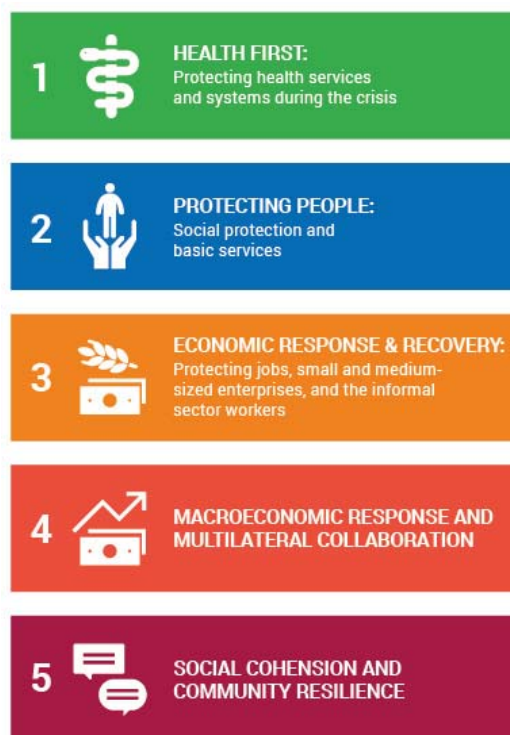 1
HEALTH FIRST:
Protecting health services
and systems during the crisis
2
PROTECTING PEOPLE:
Social protection and
basic services
3
ECONOMIC RESPONSE & RECOVERY:
Protecting jobs, small and medium-
sized enterprises, and the informal
sector workers
4
MACROECONOMIC RESPONSE AND
MULTILATERAL COLLABORATION
5
SOCIAL COHENSION AND
COMMUNITY RESILIENCE